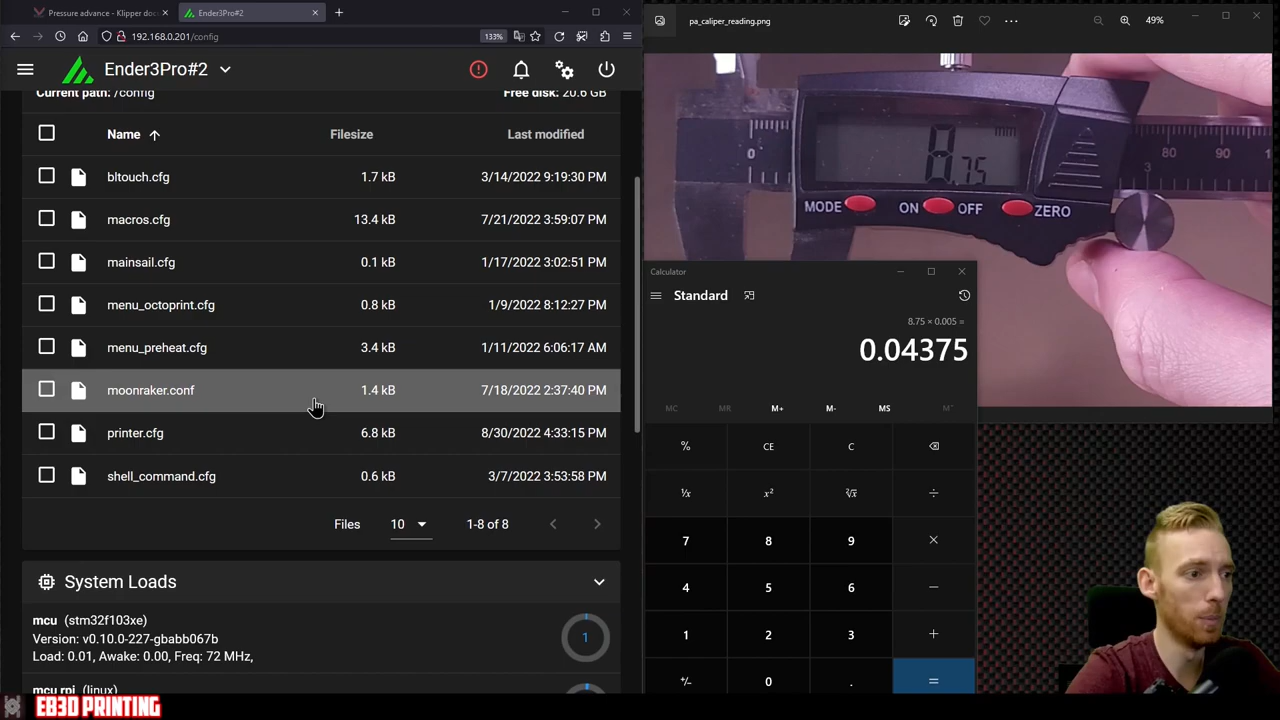 Pressure advance - Klipper doc
Ender3Pro#2
pa_caliper_reading.png
49%
192.168.0.201/config
133%
Ender3Pro#2
Current path: /config
Free disk: 20.6 GB
Name
Filesize
Last modified
bltouch.cfg
1.7 kB
3/14/2022 9:19:30 PM
macros.cfg
13.4 kB
7/21/2022 3:59:07 PM
mainsail.cfg
0.1 kB
1/17/2022 3:02:51 PM
menu_octoprint.cfg
0.8 kB
1/9/2022 8:12:27 PM
menu_preheat.cfg
3.4 kB
1/11/2022 6:06:17 AM
moonraker.conf
1.4 kB
7/18/2022 2:37:40 PM
printer.cfg
6.8 kB
8/30/2022 4:33:15 PM
shell_command.cfg
0.6 kB
3/7/2022 3:53:58 PM
Files
10
1-8 of 8
System Loads
mcu (stm32f103xe)
Version: v0.10.0-227-gbabb067b
Load: 0.01, Awake: 0.00, Freq: 72 MHz,
1
mcu rpi (linux)
EB3D PRINTING
0
8.75
mm
3
80
90
MODE
ON
OFF
ZERO
Calculator
Standard
8.75 × 0.005 =
0.04375
MC
MR
M+
M-
MS
M˅
%
CE
C
⌫
¹/x
x²
²√x
÷
7
8
9
×
4
5
6
−
1
2
3
+
+/-
0
.
=